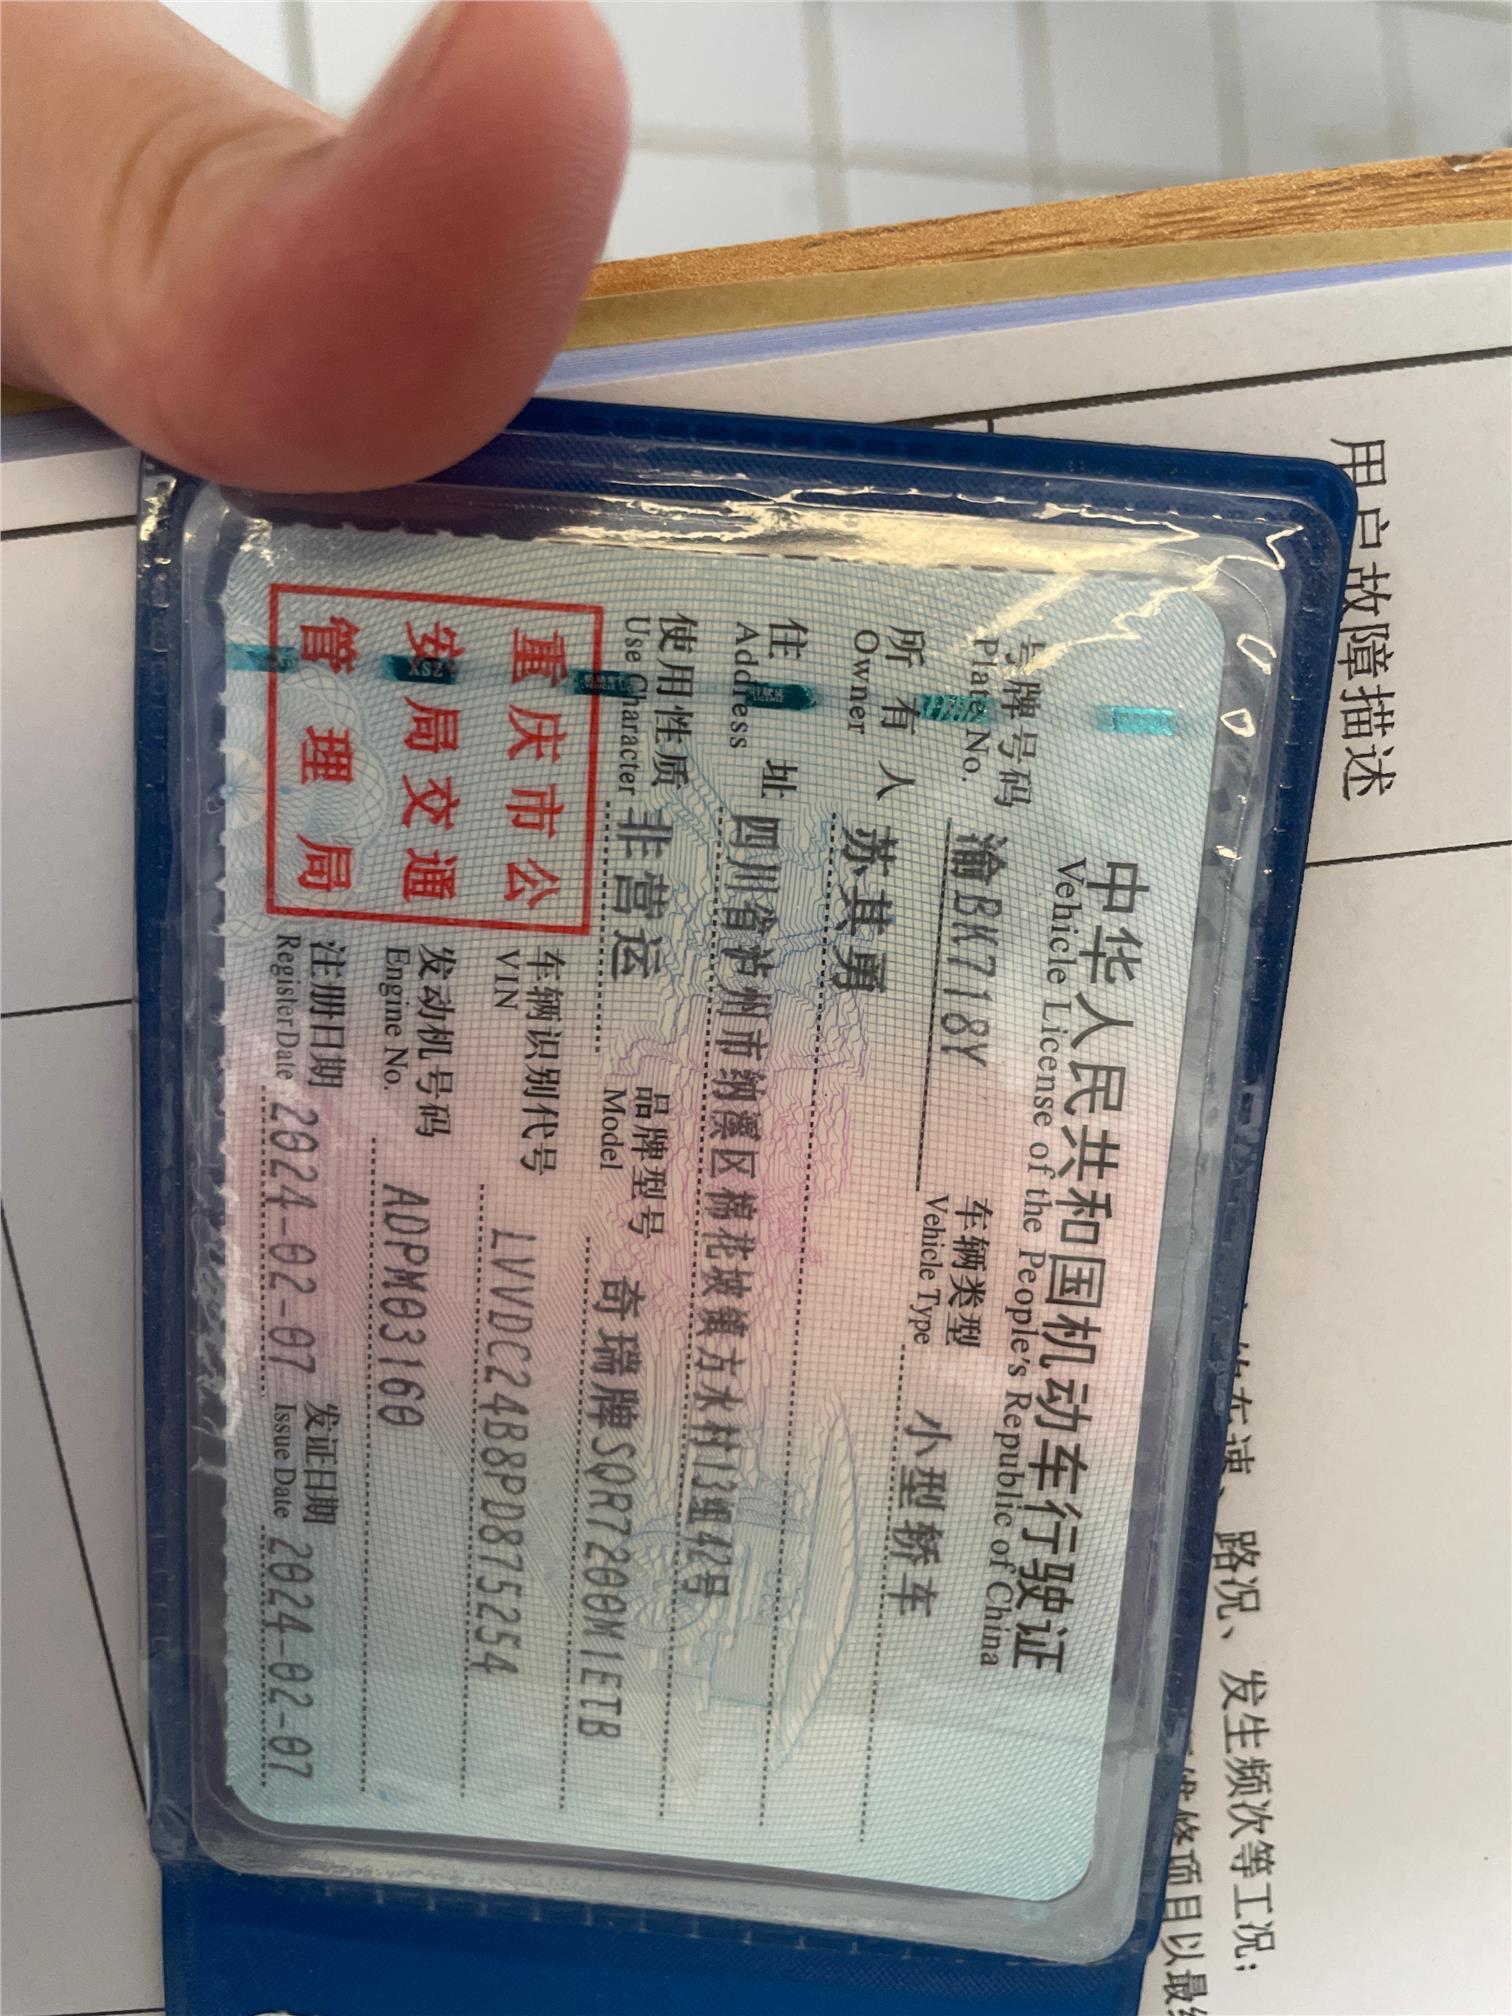 中华人民共和国机动车行驶证
Vehicle License of the People's Republic of China
号牌号码 渝BK718Y 车辆类型 小型轿车
Plate No. Vehicle Type
所有人 苏其勇
Owner
住址 四川省泸州市纳溪区棉花坡镇方水村13组42号
Address
使用性质 非营运 品牌型号 奇瑞牌SQR7200M1ETB
Use Character Model
重庆市公
安局交通
管理局
车辆识别代号 LVVDC24B8PD875254
VIN
发动机号码 ADPM03160
Engine No.
注册日期 2024-02-07 发证日期 2024-02-07
Register Date Issue Date
用户故障描述
路况、发生频次等工况；
维修项目以最